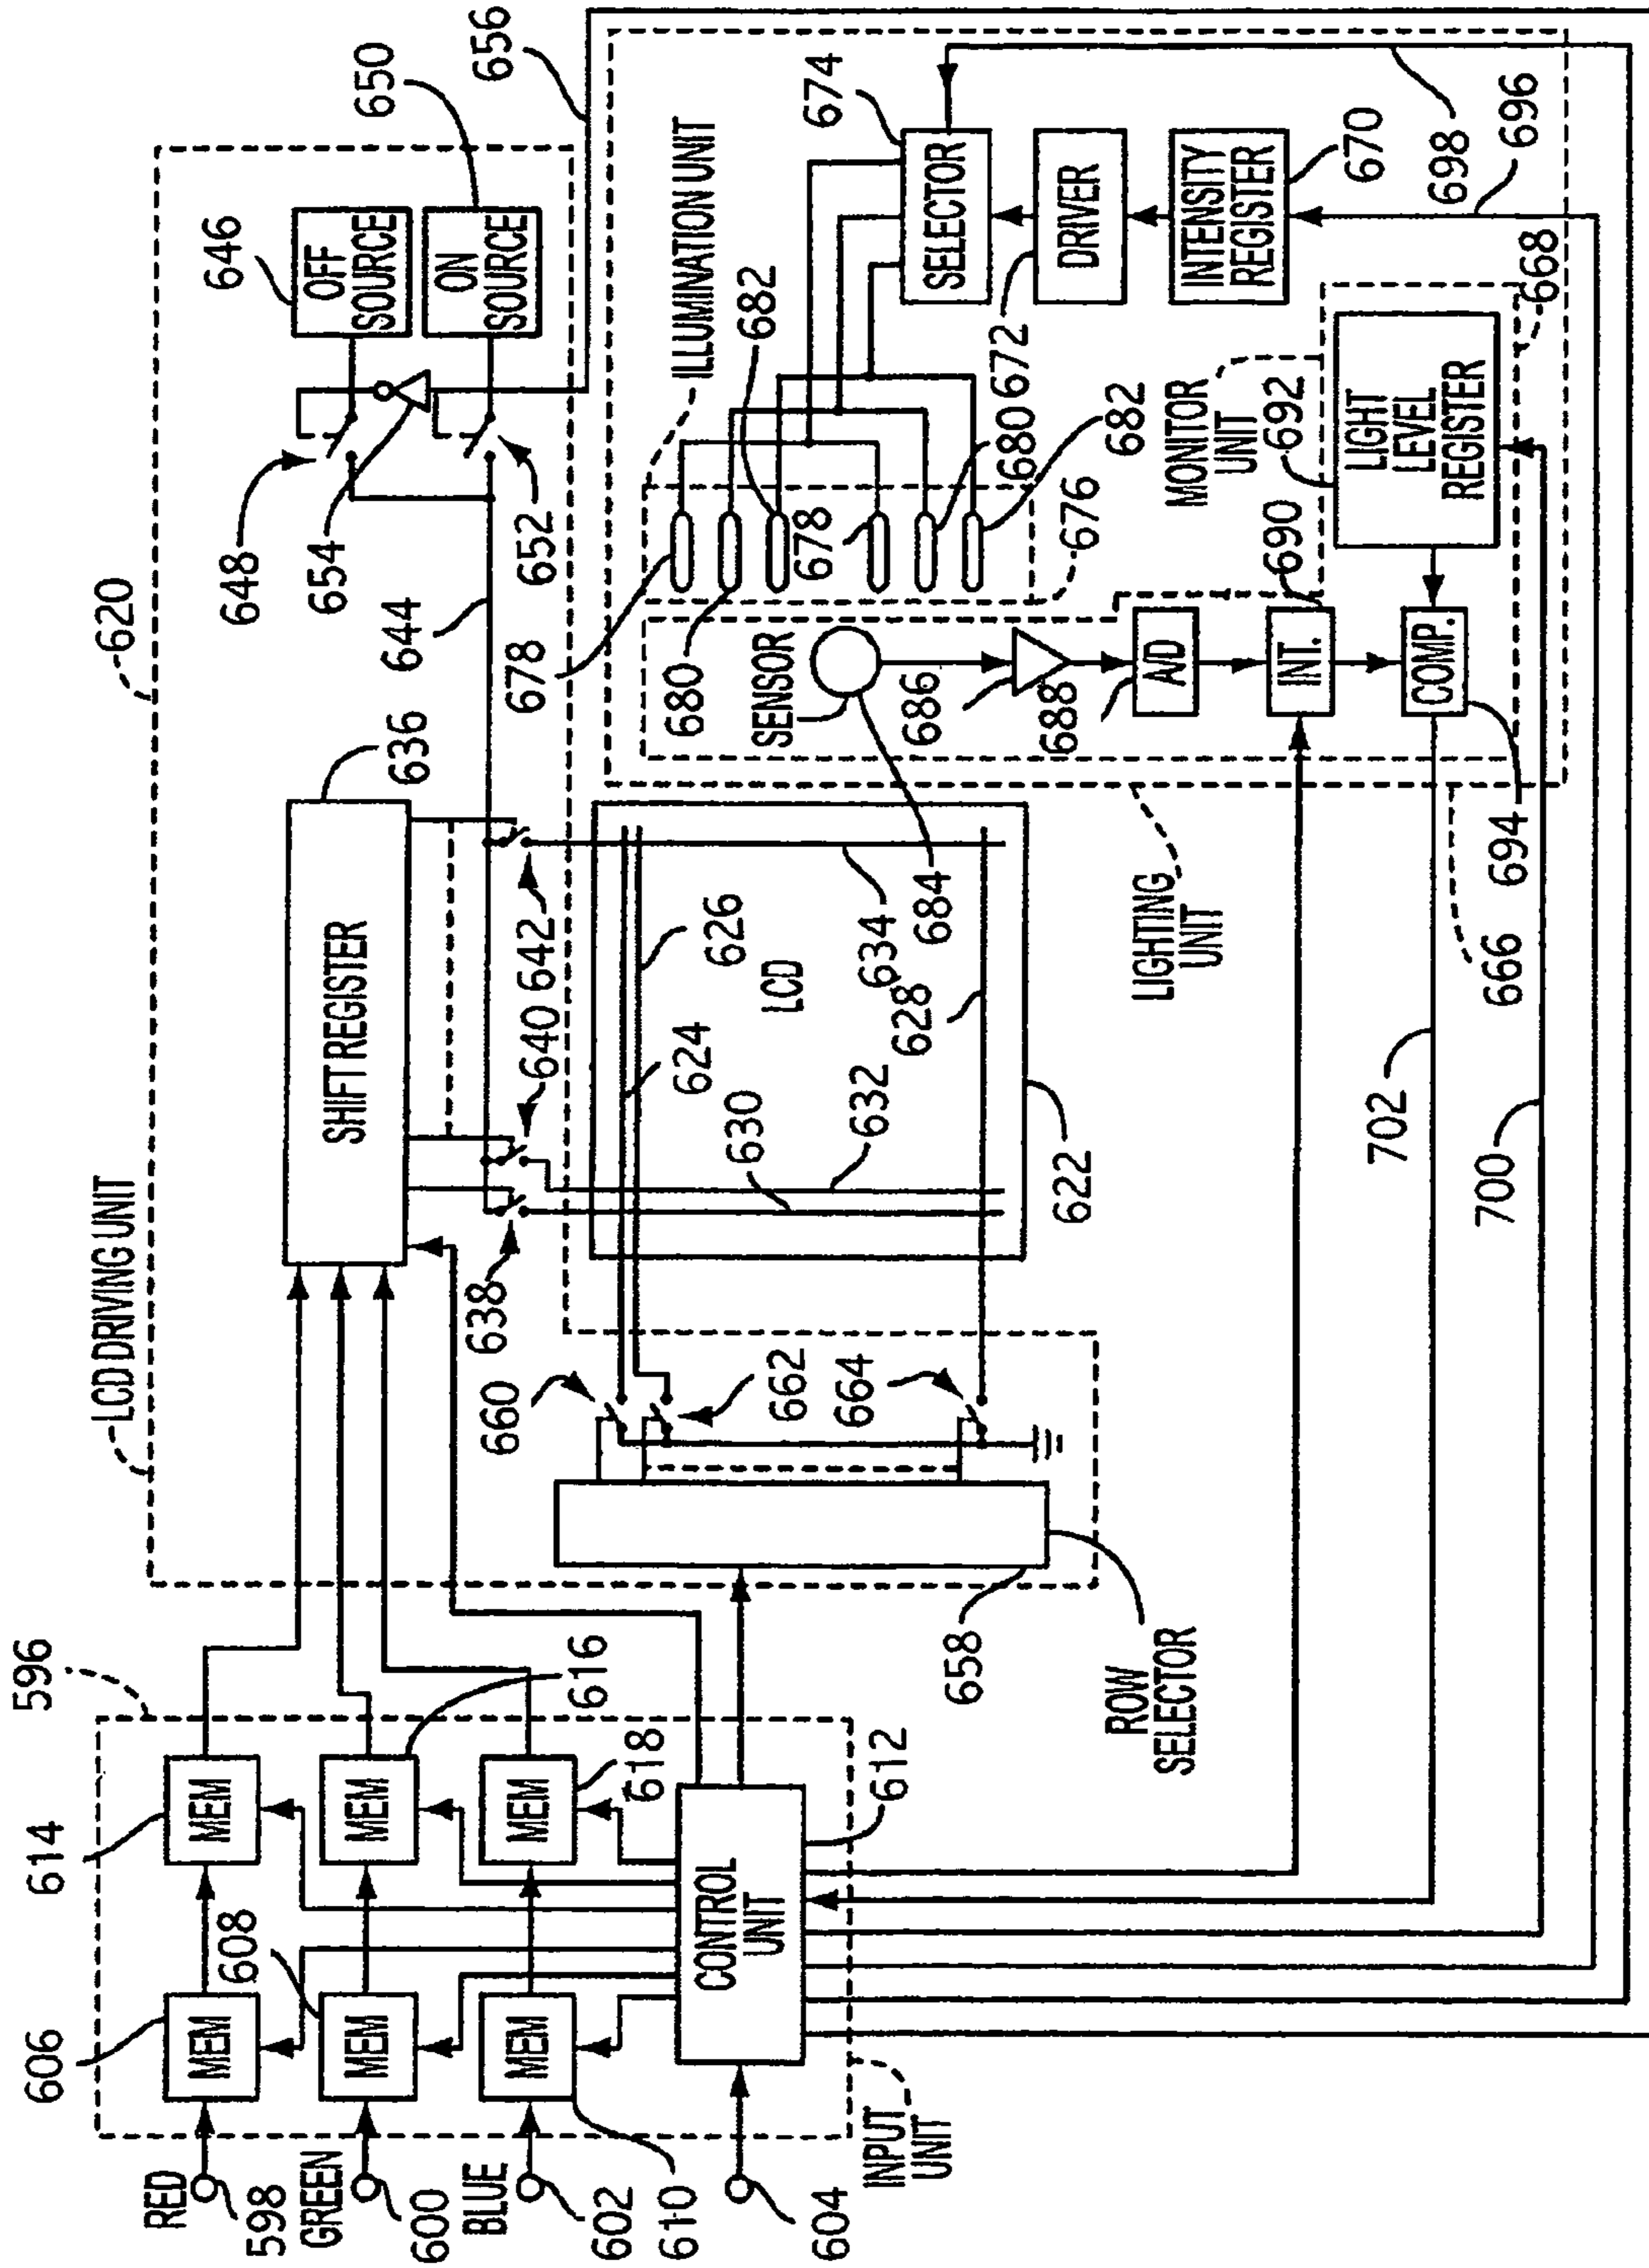 LCD DRIVING UNIT
620
596
614
606
RED
598
608
GREEN
600
BLUE
602
610
604
INPUT
UNIT
MEM
MEM
MEM
MEM
MEM
MEM
616
618
CONTROL
UNIT
612
658
ROW
SELECTOR
660
662
664
SHIFT REGISTER
636
638
640
642
644
646
OFF
SOURCE
ON
SOURCE
650
648
654
652
656
LCD
624
626
630
632
634
628
622
684
678
680
ILLUMINATION UNIT
682
678
680
682
676
674
SELECTOR
672
DRIVER
INTENSITY
REGISTER
670
698
696
SENSOR
686
688
A/D
690
INT.
COMP.
694
MONITOR
UNIT
692
LIGHT
LEVEL
REGISTER
668
LIGHTING
UNIT
666
702
700